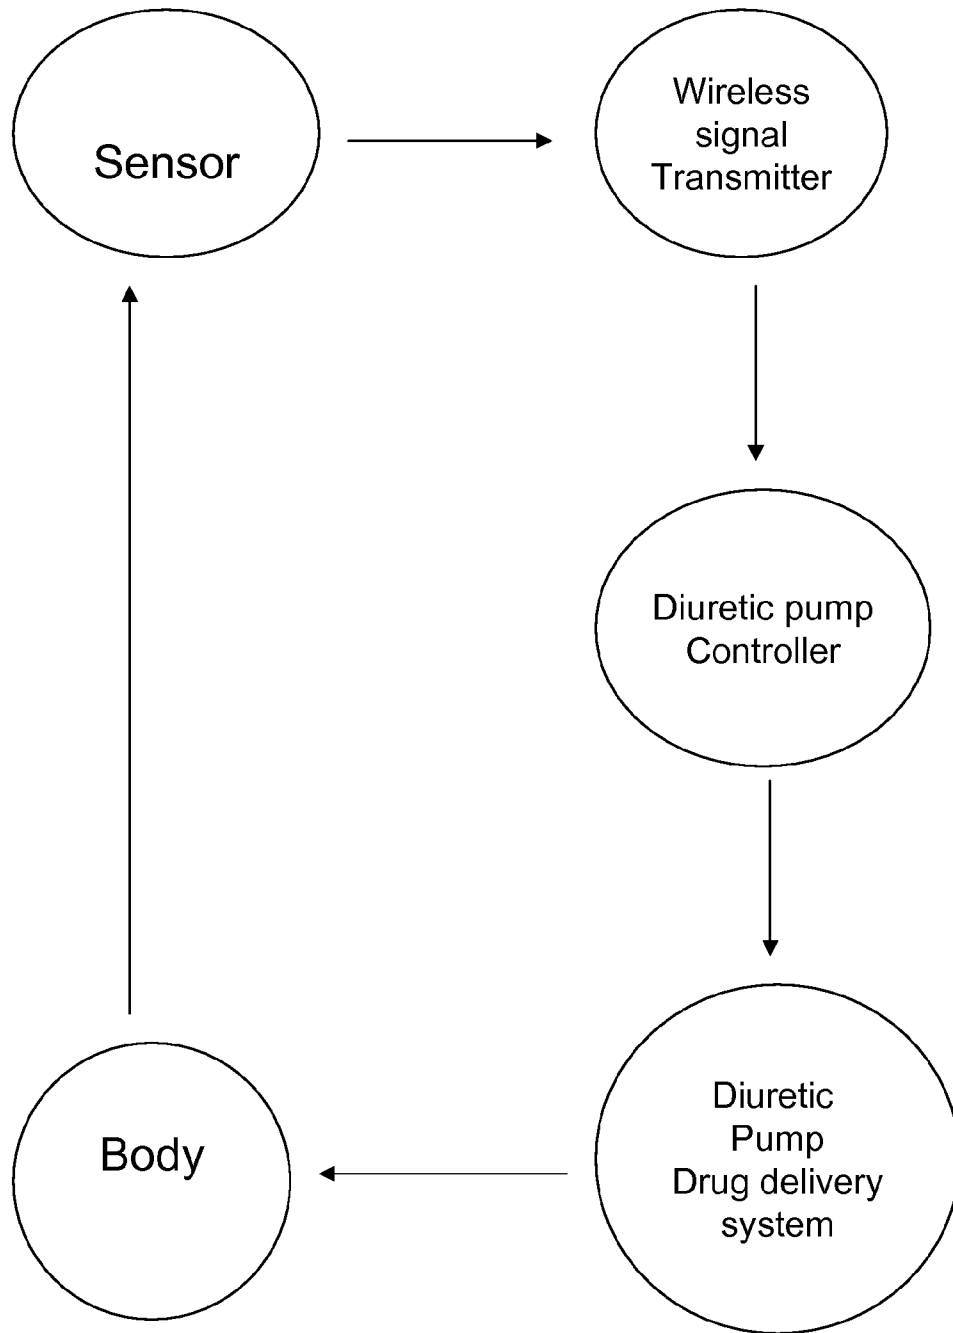 Sensor
Wireless
signal
Transmitter
Diuretic pump
Controller
Diuretic
Pump
Drug delivery
system
Body